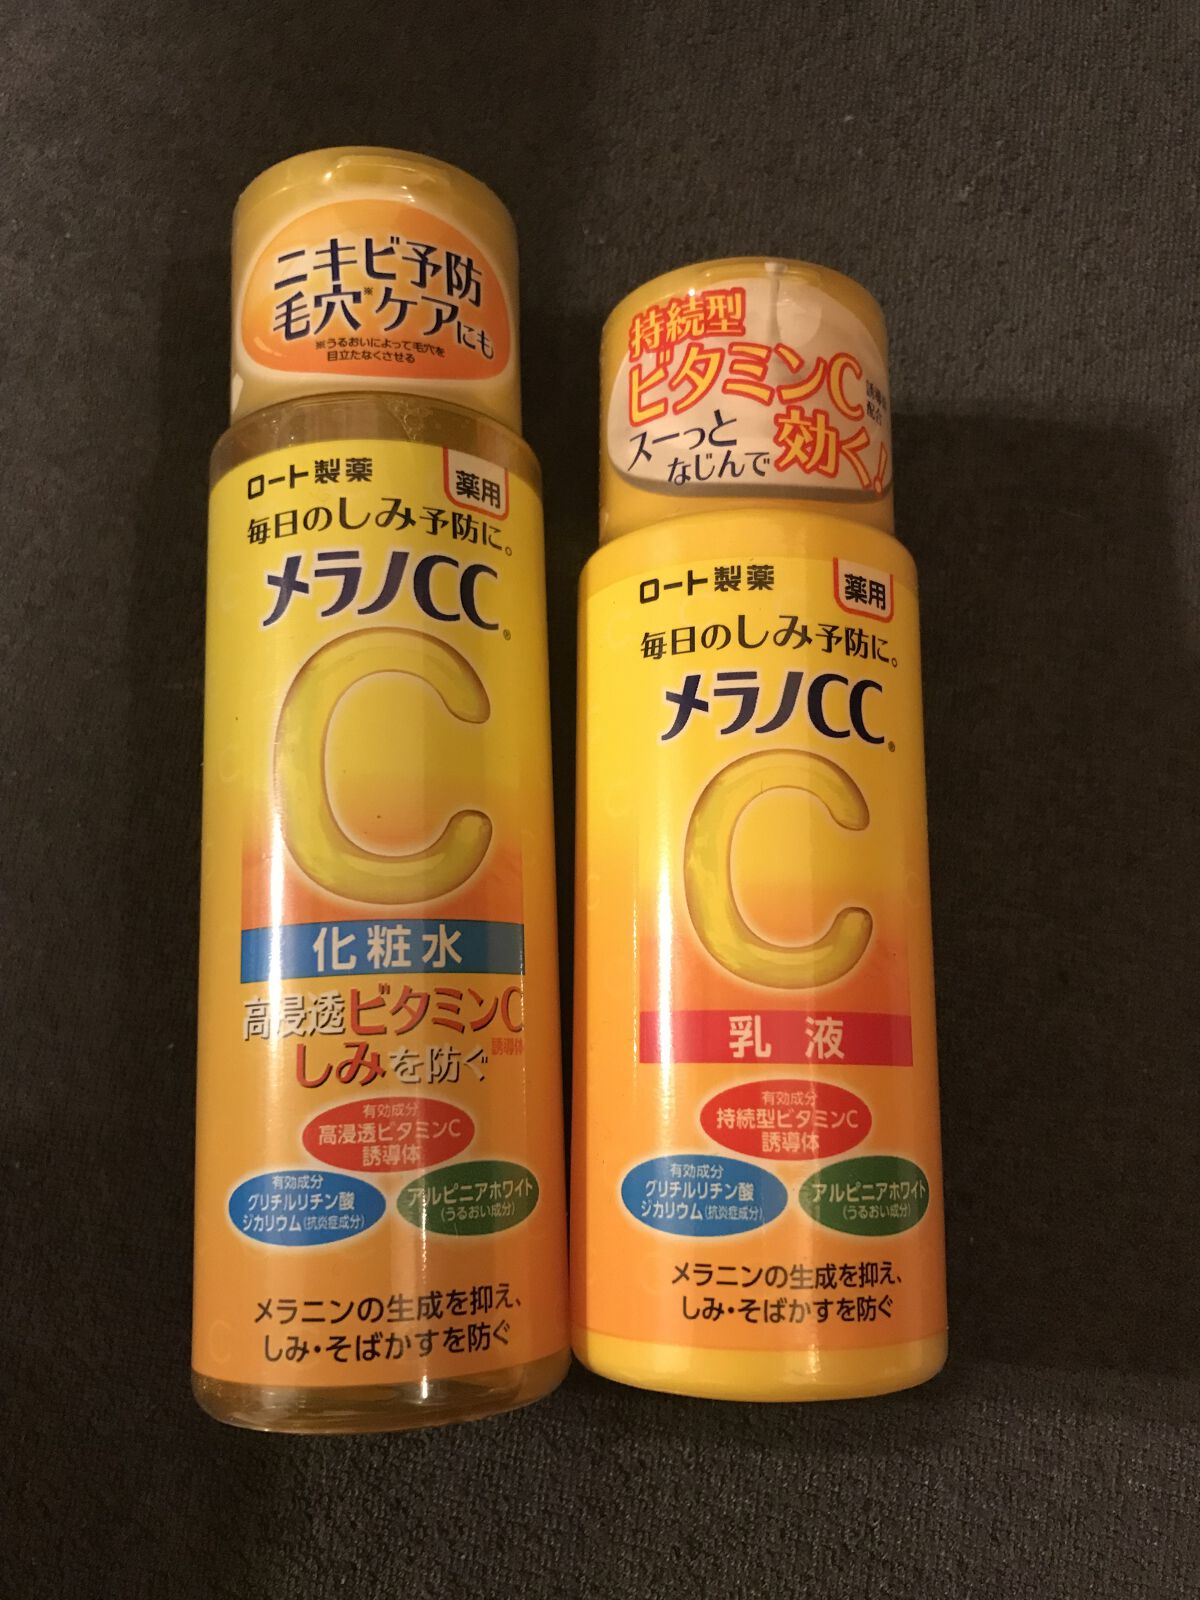 ニキビ予防
毛穴※ケアにも
※うるおいによって毛穴を
目立たなくさせる
ロート製薬
薬用
毎日のしみ予防に。
メラノCC®
C
化粧水
高浸透ビタミンC
誘導体
しみを防ぐ
有効成分
高浸透ビタミンC
誘導体
有効成分
グリチルリチン酸
ジカリウム(抗炎症成分)
アルピニアホワイト
(うるおい成分)
メラニンの生成を抑え、
しみ・そばかすを防ぐ
持続型
ビタミンC
誘導体
配合
スーっと
なじんで
効く!
ロート製薬
薬用
毎日のしみ予防に。
メラノCC®
C
乳液
有効成分
持続型ビタミンC
誘導体
有効成分
グリチルリチン酸
ジカリウム(抗炎症成分)
アルピニアホワイト
(うるおい成分)
メラニンの生成を抑え、
しみ・そばかすを防ぐ